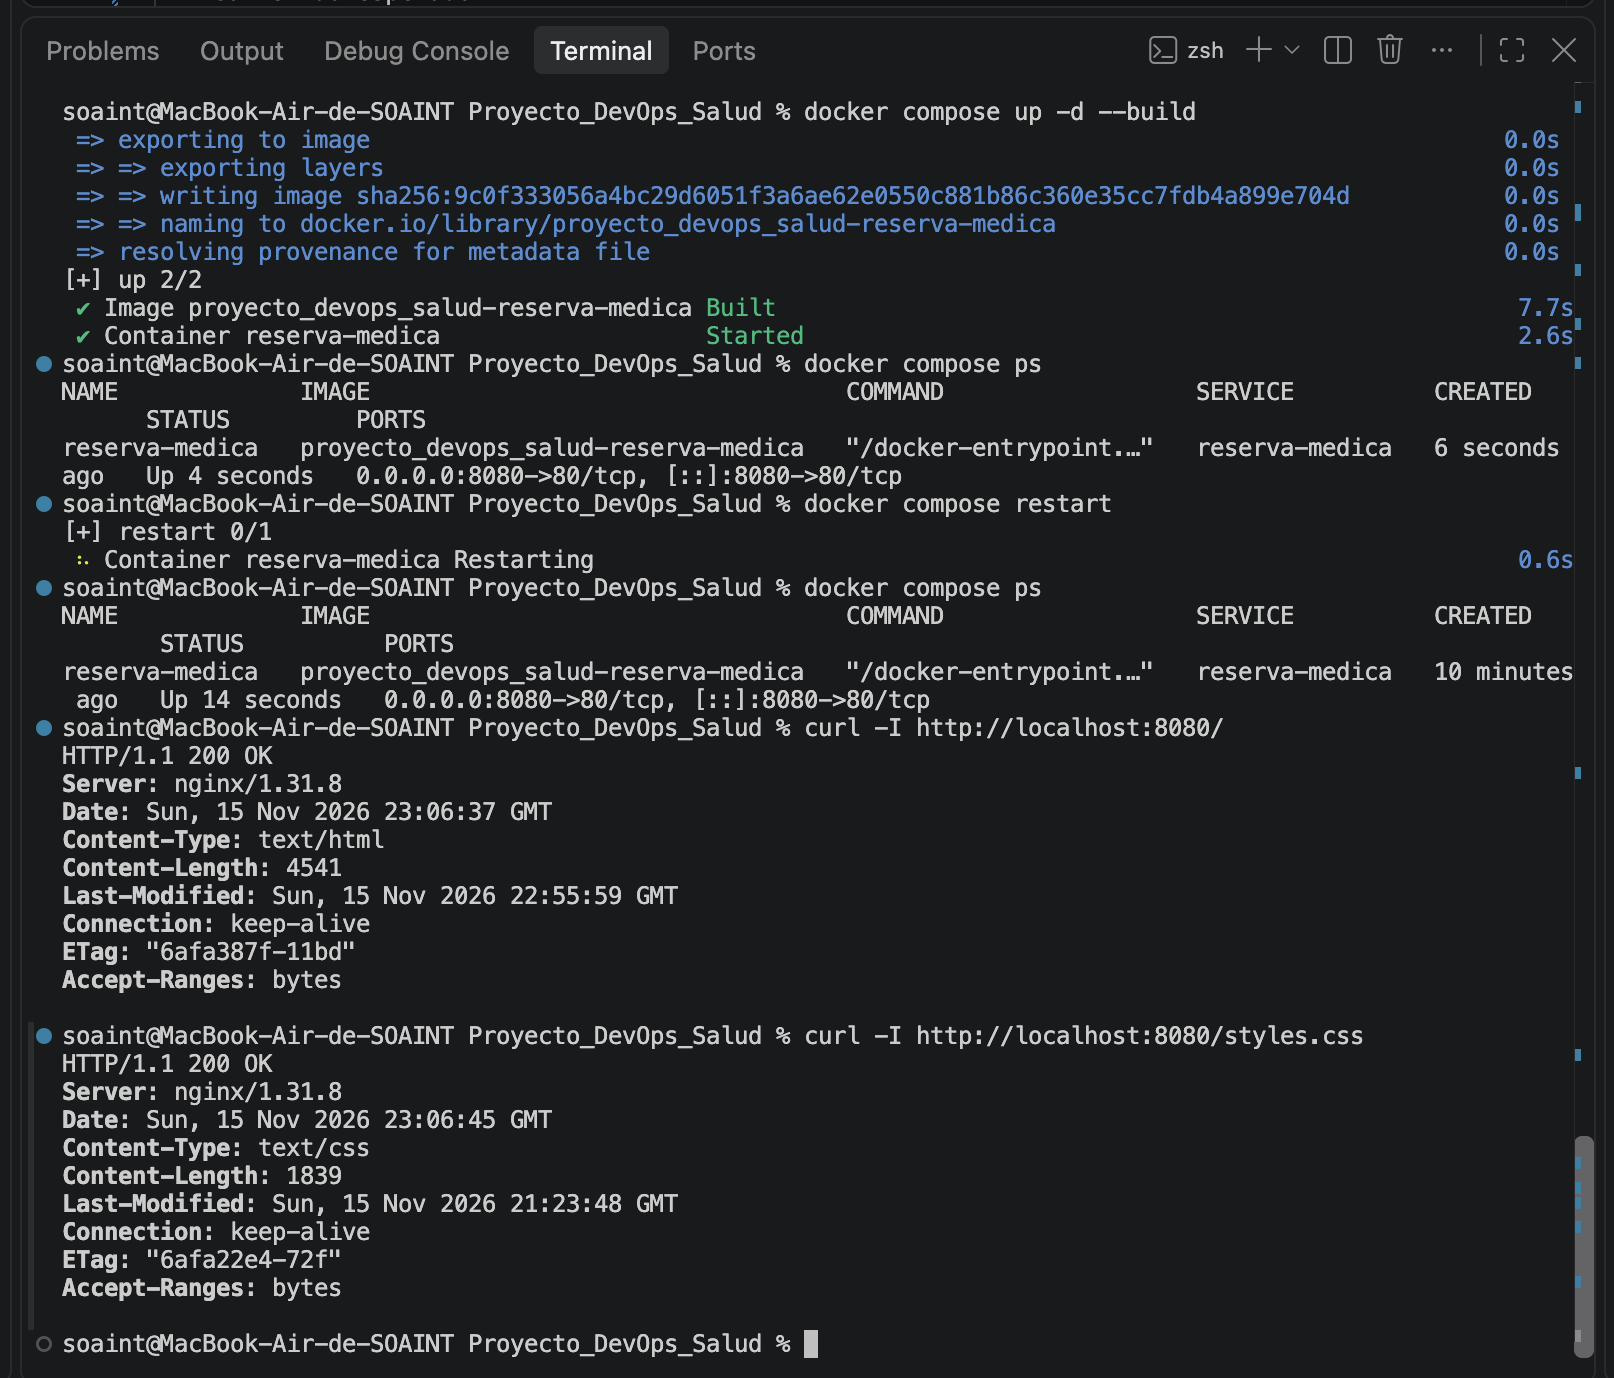 Problems Output Debug Console Terminal Ports zsh
soaint@MacBook-Air-de-SOAINT Proyecto_DevOps_Salud % docker compose up -d --build
=> exporting to image 0.0s
=> => exporting layers 0.0s
=> => writing image sha256:9c0f333056a4bc29d6051f3a6ae62e0550c881b86c360e35cc7fdb4a899e704d 0.0s
=> => naming to docker.io/library/proyecto_devops_salud-reserva-medica 0.0s
=> resolving provenance for metadata file 0.0s
[+] up 2/2
✔ Image proyecto_devops_salud-reserva-medica Built 7.7s
✔ Container reserva-medica Started 2.6s
soaint@MacBook-Air-de-SOAINT Proyecto_DevOps_Salud % docker compose ps
NAME IMAGE COMMAND SERVICE CREATED
STATUS PORTS
reserva-medica proyecto_devops_salud-reserva-medica "/docker-entrypoint.…" reserva-medica 6 seconds
ago Up 4 seconds 0.0.0.0:8080->80/tcp, [::]:8080->80/tcp
soaint@MacBook-Air-de-SOAINT Proyecto_DevOps_Salud % docker compose restart
[+] restart 0/1
Container reserva-medica Restarting 0.6s
soaint@MacBook-Air-de-SOAINT Proyecto_DevOps_Salud % docker compose ps
NAME IMAGE COMMAND SERVICE CREATED
STATUS PORTS
reserva-medica proyecto_devops_salud-reserva-medica "/docker-entrypoint.…" reserva-medica 10 minutes
ago Up 14 seconds 0.0.0.0:8080->80/tcp, [::]:8080->80/tcp
soaint@MacBook-Air-de-SOAINT Proyecto_DevOps_Salud % curl -I http://localhost:8080/
HTTP/1.1 200 OK
Server: nginx/1.31.8
Date: Sun, 15 Nov 2026 23:06:37 GMT
Content-Type: text/html
Content-Length: 4541
Last-Modified: Sun, 15 Nov 2026 22:55:59 GMT
Connection: keep-alive
ETag: "6afa387f-11bd"
Accept-Ranges: bytes
soaint@MacBook-Air-de-SOAINT Proyecto_DevOps_Salud % curl -I http://localhost:8080/styles.css
HTTP/1.1 200 OK
Server: nginx/1.31.8
Date: Sun, 15 Nov 2026 23:06:45 GMT
Content-Type: text/css
Content-Length: 1839
Last-Modified: Sun, 15 Nov 2026 21:23:48 GMT
Connection: keep-alive
ETag: "6afa22e4-72f"
Accept-Ranges: bytes
soaint@MacBook-Air-de-SOAINT Proyecto_DevOps_Salud %